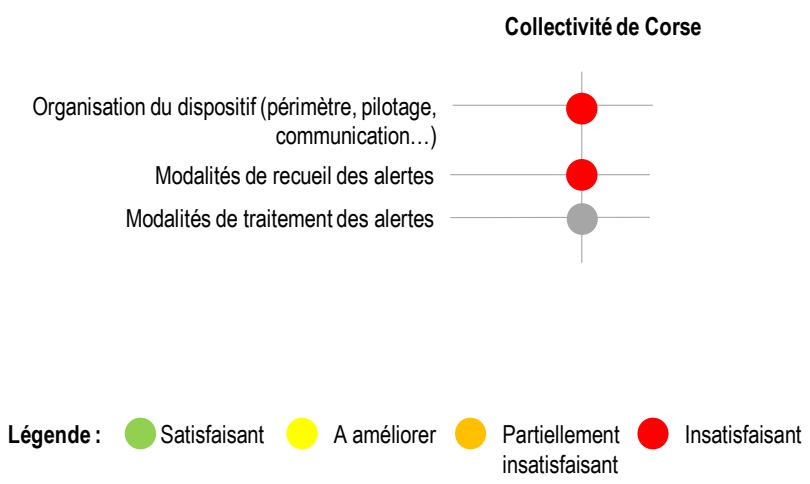 Collectivité de Corse
Organisation du dispositif (périmètre, pilotage,
communication…)
Modalités de recueil des alertes
Modalités de traitement des alertes
Légende :
Satisfaisant
A améliorer
Partiellement
insatisfaisant
Insatisfaisant